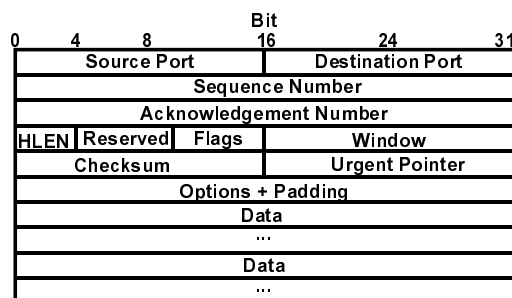 Bit
0 4 8 16 24 31
Source Port Destination Port
Sequence Number
Acknowledgement Number
HLEN Reserved Flags Window
Checksum Urgent Pointer
Options + Padding
Data
...
Data
...